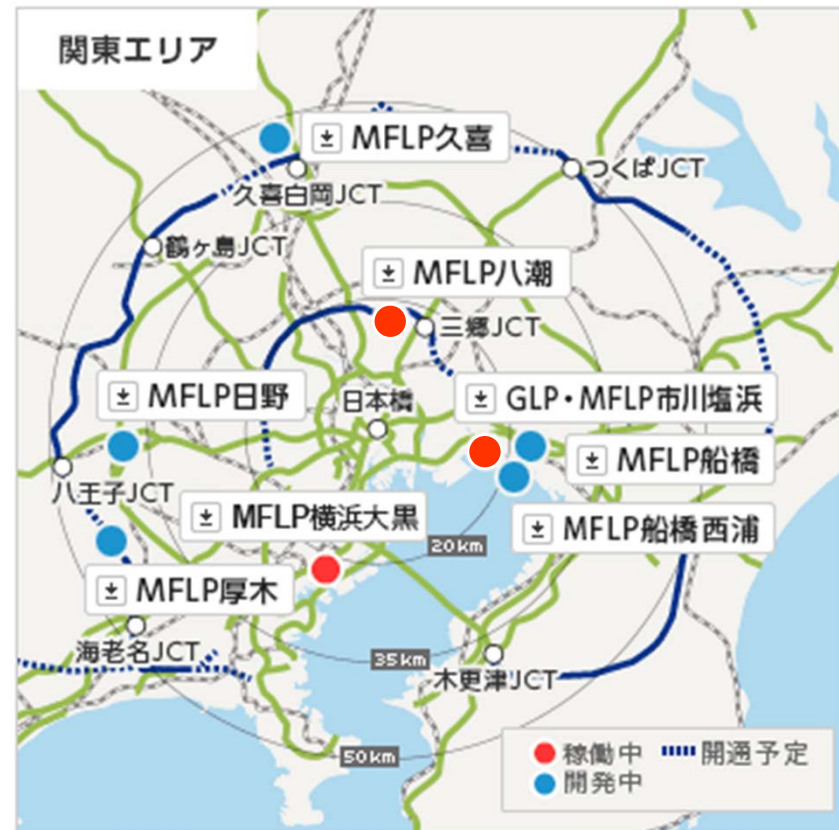 関東エリア
MFLP久喜
つくばJCT
久喜白岡JCT
鶴ヶ島JCT
MFLP八潮
三郷JCT
MFLP日野
日本橋
GLP・MFLP市川塩浜
MFLP船橋
八王子JCT
MFLP横浜大黒
MFLP船橋西浦
20km
MFLP厚木
海老名JCT
35km
木更津JCT
50km
稼働中
開通予定
開発中